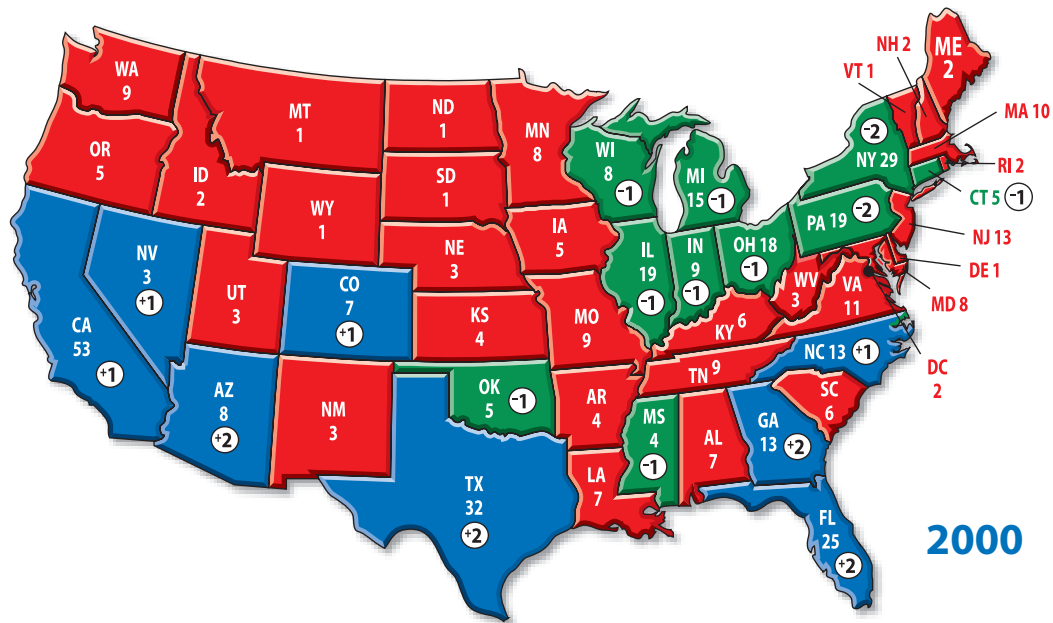 WA
9
OR
5
CA
53
+1
NV
3
+1
ID
2
MT
1
WY
1
UT
3
AZ
8
+2
CO
7
+1
NM
3
ND
1
SD
1
NE
3
KS
4
OK
5 -1
TX
32
+2
MN
8
IA
5
MO
9
AR
4
LA
7
WI
8
-1
IL
19
-1
MI
15 -1
IN
9
-1
OH 18
-1
KY 6
TN 9
MS
4
-1
AL
7
GA
13 +2
FL
25
+2
SC
6
NC 13 +1
VA
11
WV
3
PA 19 -2
-2
NY 29
VT 1
NH 2
ME
2
MA 10
RI 2
CT 5 -1
NJ 13
DE 1
MD 8
DC
2
2000